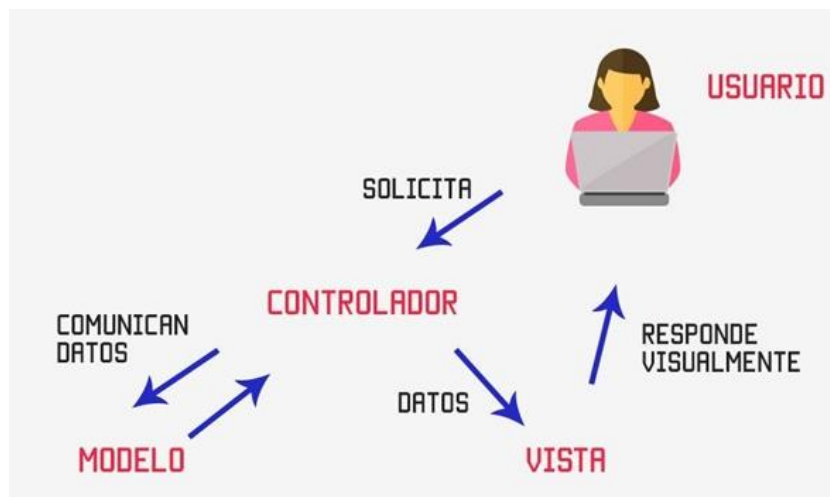 USUARIO
SOLICITA
CONTROLADOR
COMUNICAN
DATOS
RESPONDE
VISUALMENTE
DATOS
MODELO
VISTA